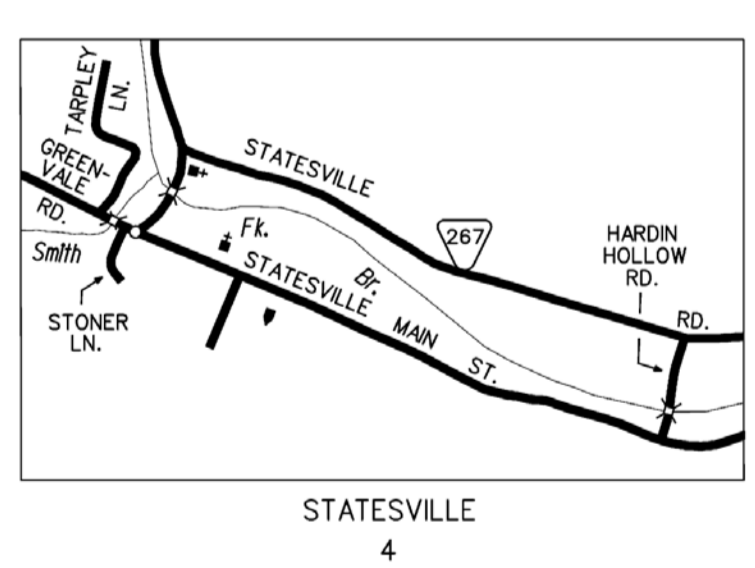 TARPLEY
LN.
GREEN-
VALE
RD.
Smith
STONER
LN.
STATESVILLE
267
RD.
HARDIN
HOLLOW
RD.
Fk.
Br.
STATESVILLE
MAIN
ST.
STATESVILLE
4